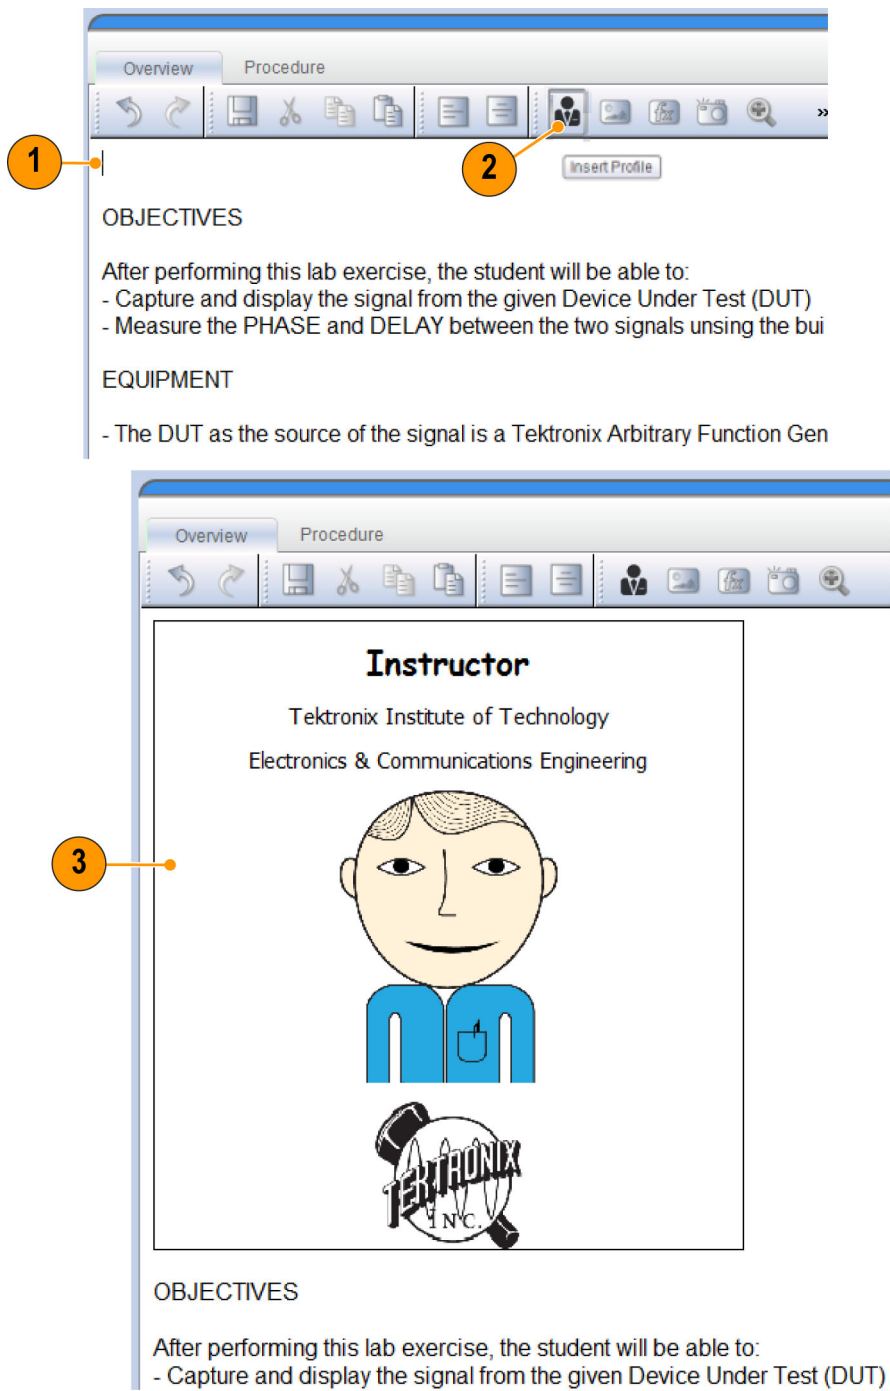 Overview Procedure
fx
»
1
2
Insert Profile
OBJECTIVES
After performing this lab exercise, the student will be able to:
- Capture and display the signal from the given Device Under Test (DUT)
- Measure the PHASE and DELAY between the two signals unsing the bui
EQUIPMENT
- The DUT as the source of the signal is a Tektronix Arbitrary Function Gen
Overview Procedure
fx
Instructor
Tektronix Institute of Technology
Electronics & Communications Engineering
3
TEKTRONIX
INC.
OBJECTIVES
After performing this lab exercise, the student will be able to:
- Capture and display the signal from the given Device Under Test (DUT)